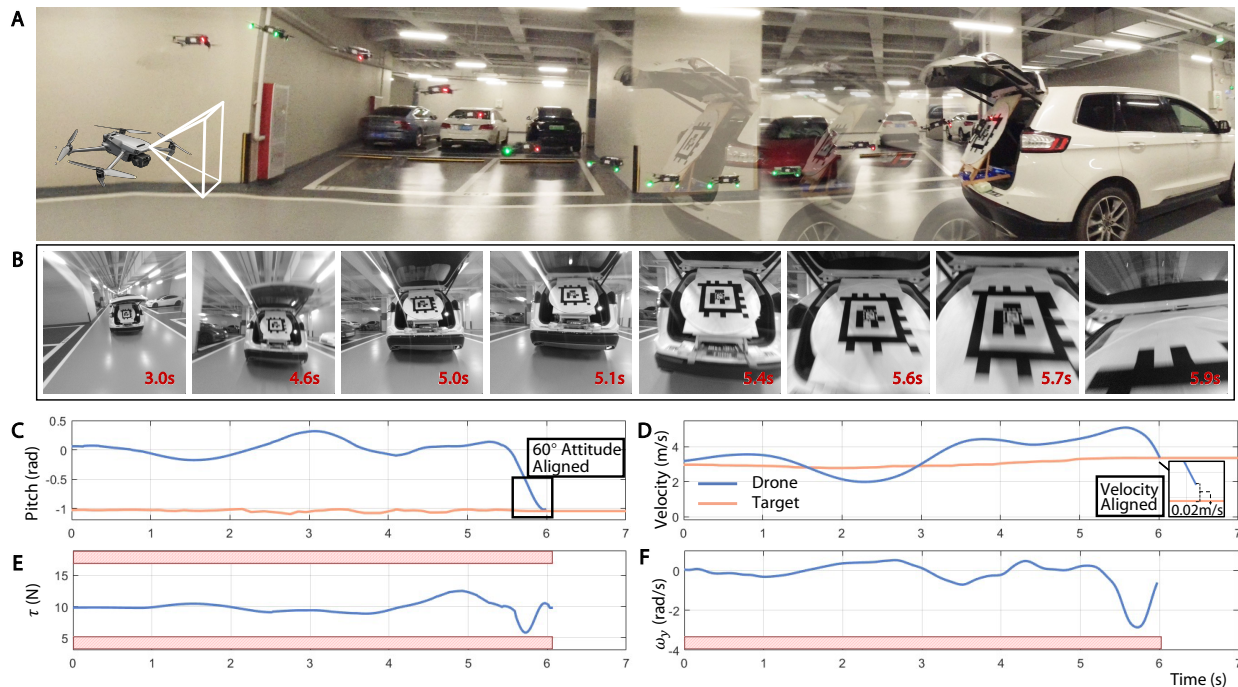 A
B
3.0s
4.6s
5.0s
5.1s
5.4s
5.6s
5.7s
5.9s
C
Pitch (rad)
0.5
0
-0.5
-1
60° Attitude
Aligned
0 1 2 3 4 5 6 7
D
Velocity (m/s)
4
2
0
Drone
Target
Velocity
Aligned
0.02m/s
0 1 2 3 4 5 6 7
E
τ (N)
15
10
5
0 1 2 3 4 5 6 7
F
ω_y (rad/s)
0
-2
-4
0 1 2 3 4 5 6 7
Time (s)